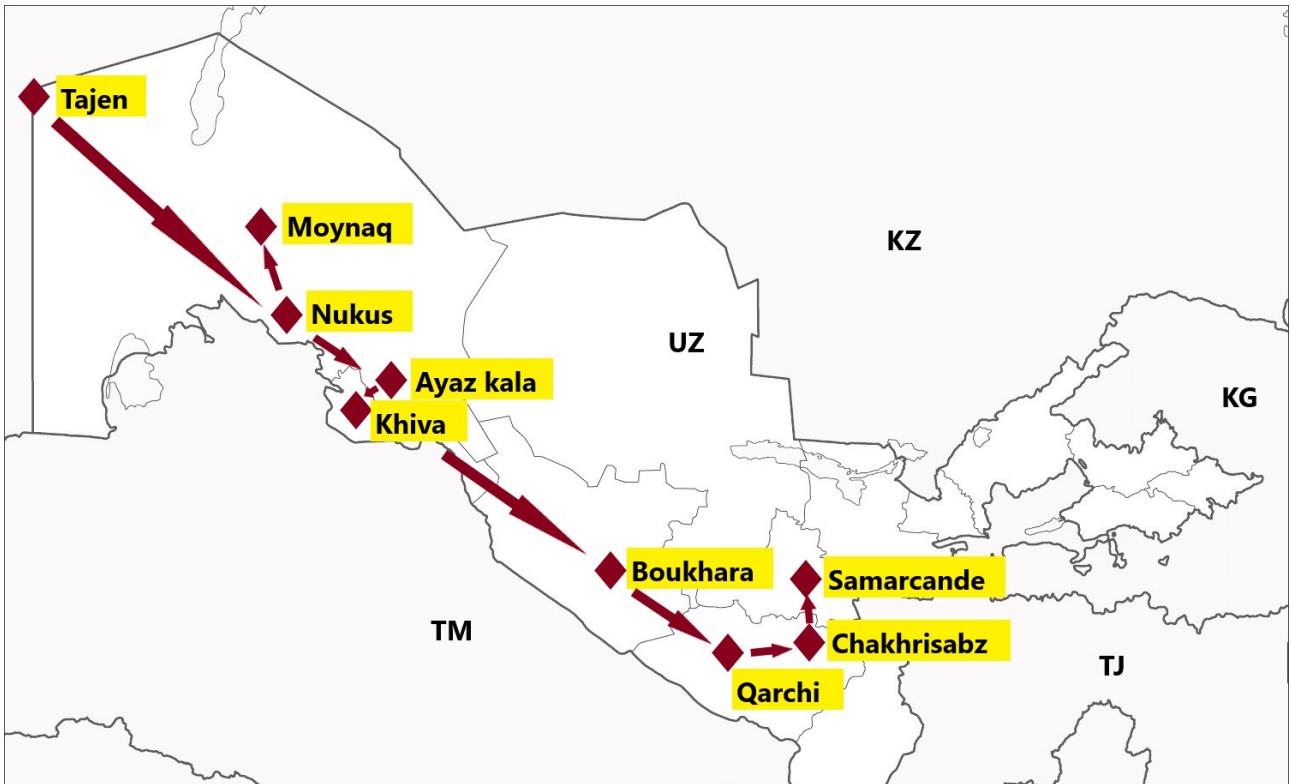 Tajen
Moynaq
KZ
Nukus
UZ
Ayaz kala
KG
Khiva
Boukhara
Samarcande
TM
Chakhrisabz
TJ
Qarchi